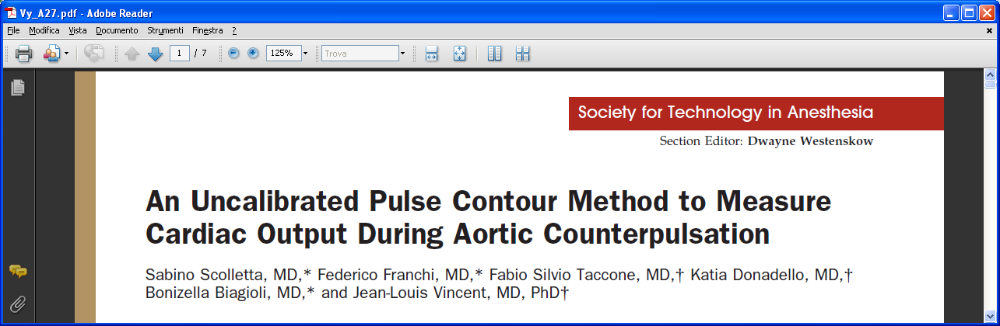 Vy_A27.pdf - Adobe Reader
File Modifica Vista Documento Strumenti Finestra ?
1 / 7 125% Trova
Society for Technology in Anesthesia
Section Editor: Dwayne Westenskow
An Uncalibrated Pulse Contour Method to Measure
Cardiac Output During Aortic Counterpulsation
Sabino Scolletta, MD,* Federico Franchi, MD,* Fabio Silvio Taccone, MD,† Katia Donadello, MD,†
Bonizella Biagioli, MD,* and Jean-Louis Vincent, MD, PhD†